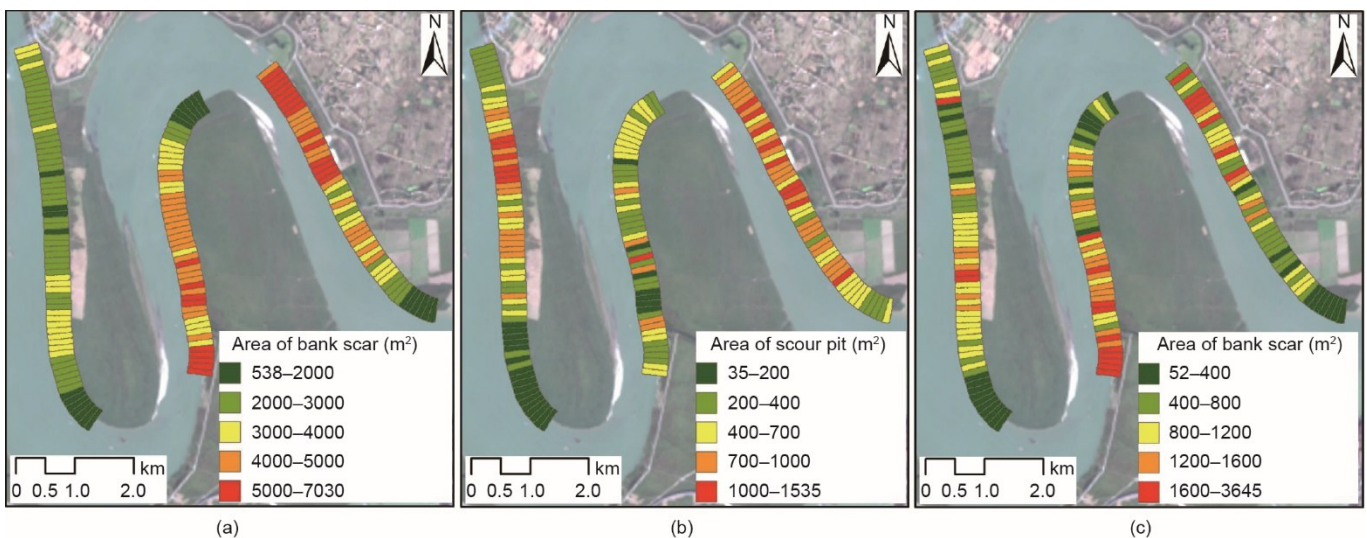 N
Area of bank scar (m²)
538–2000
2000–3000
3000–4000
4000–5000
5000–7030
km
0 0.5 1.0 2.0
(a)
N
Area of scour pit (m²)
35–200
200–400
400–700
700–1000
1000–1535
km
0 0.5 1.0 2.0
(b)
N
Area of bank scar (m²)
52–400
400–800
800–1200
1200–1600
1600–3645
km
0 0.5 1.0 2.0
(c)